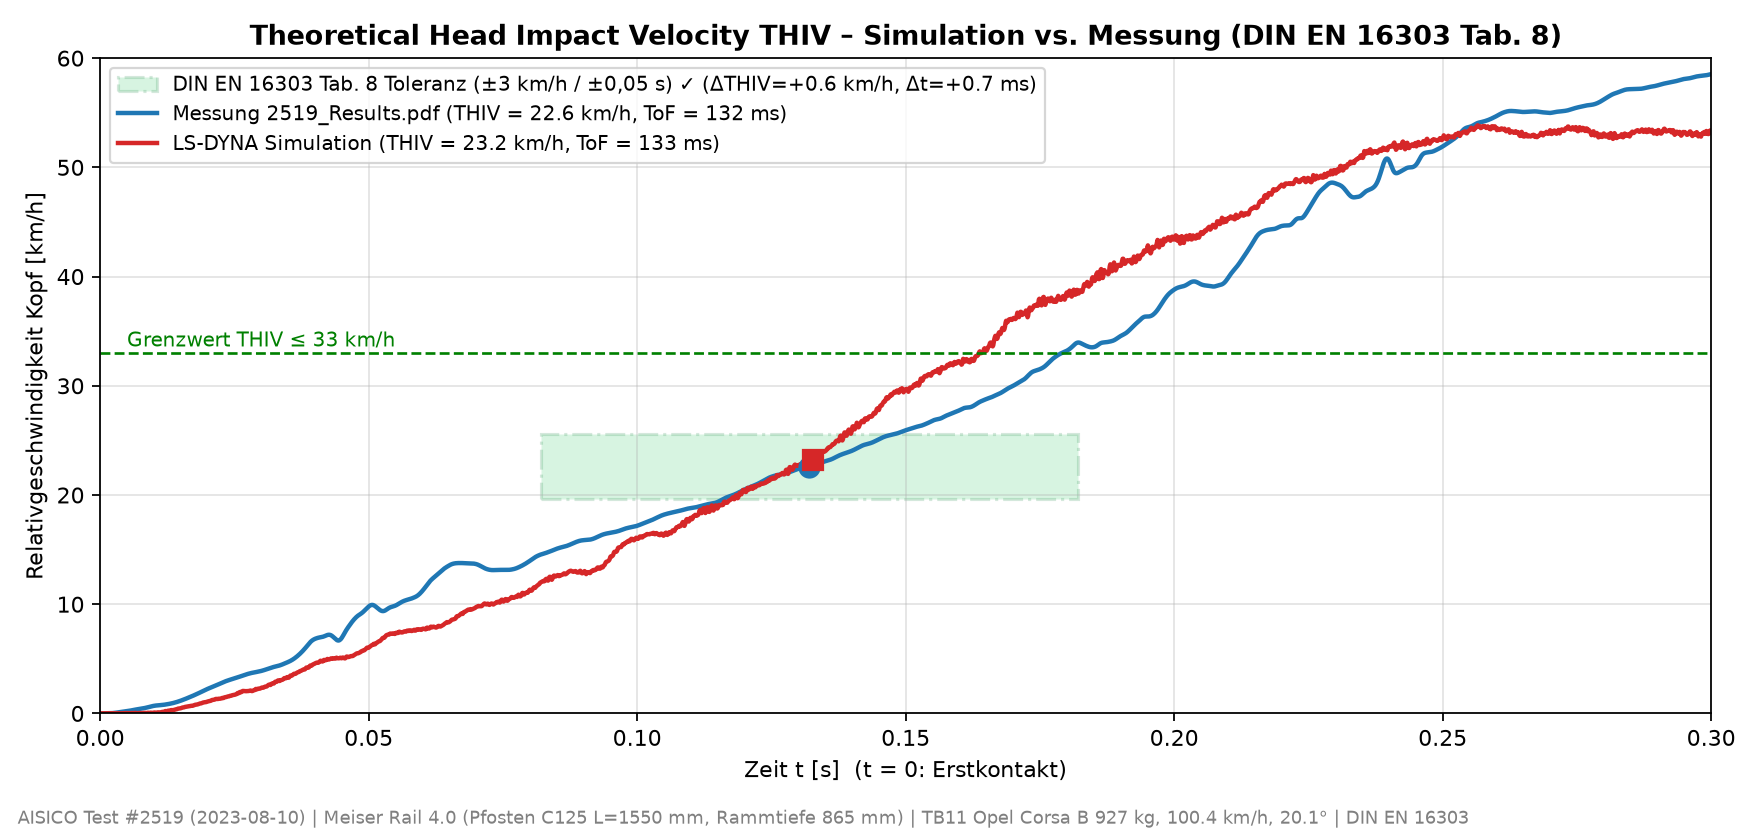 Theoretical Head Impact Velocity THIV – Simulation vs. Messung (DIN EN 16303 Tab. 8)
DIN EN 16303 Tab. 8 Toleranz (±3 km/h / ±0,05 s) ✓ (ΔTHIV=+0.6 km/h, Δt=+0.7 ms)
Messung 2519_Results.pdf (THIV = 22.6 km/h, ToF = 132 ms)
LS-DYNA Simulation (THIV = 23.2 km/h, ToF = 133 ms)
Relativgeschwindigkeit Kopf [km/h]
60
50
40
30
20
10
0
Grenzwert THIV ≤ 33 km/h
0.00 0.05 0.10 0.15 0.20 0.25 0.30
Zeit t [s] (t = 0: Erstkontakt)
AISICO Test #2519 (2023-08-10) | Meiser Rail 4.0 (Pfosten C125 L=1550 mm, Rammtiefe 865 mm) | TB11 Opel Corsa B 927 kg, 100.4 km/h, 20.1° | DIN EN 16303